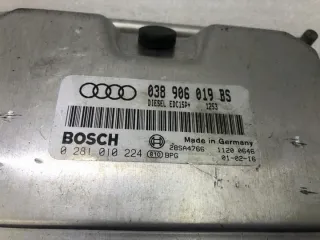 038 906 019 BS
DIESEL EDC15P+ 1253
BOSCH
Made in Germany
28SA4766 1120 0646
0 281 010 224 BPG 01-02-16